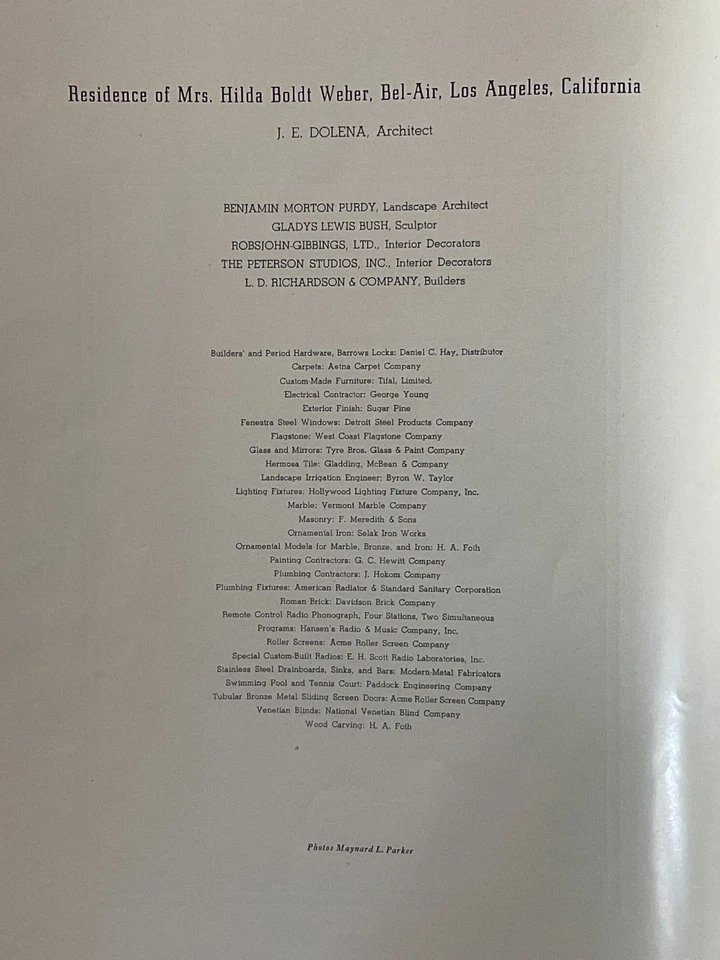 Residence of Mrs. Hilda Boldt Weber, Bel-Air, Los Angeles, California
J. E. DOLENA, Architect
BENJAMIN MORTON PURDY, Landscape Architect
GLADYS LEWIS BUSH, Sculptor
ROBSJOHN-GIBBINGS, LTD., Interior Decorators
THE PETERSON STUDIOS, INC., Interior Decorators
L. D. RICHARDSON & COMPANY, Builders
Builders' and Period Hardware, Barrows Locks: Daniel C. Hay, Distributor
Carpets: Aetna Carpet Company
Custom-Made Furniture: Tifal, Limited.
Electrical Contractor: George Young
Exterior Finish: Sugar Pine
Fenestra Steel Windows: Detroit Steel Products Company
Flagstone: West Coast Flagstone Company
Glass and Mirrors: Tyre Bros. Glass & Paint Company
Hermosa Tile: Gladding, McBean & Company
Landscape Irrigation Engineer: Byron W. Taylor
Lighting Fixtures: Hollywood Lighting Fixture Company, Inc.
Marble: Vermont Marble Company
Masonry: F. Meredith & Sons
Ornamental Iron: Selak Iron Works
Ornamental Models for Marble, Bronze, and Iron: H. A. Foth
Painting Contractors: G. C. Hewitt Company
Plumbing Contractors: J. Hokom Company
Plumbing Fixtures: American Radiator & Standard Sanitary Corporation
Roman Brick: Davidson Brick Company
Remote Control Radio Phonograph, Four Stations, Two Simultaneous
Programs: Hansen's Radio & Music Company, Inc.
Roller Screens: Acme Roller Screen Company
Special Custom-Built Radios: E. H. Scott Radio Laboratories, Inc.
Stainless Steel Drainboards, Sinks, and Bars: Modern-Metal Fabricators
Swimming Pool and Tennis Court: Paddock Engineering Company
Tubular Bronze Metal Sliding Screen Doors: Acme Roller Screen Company
Venetian Blinds: National Venetian Blind Company
Wood Carving: H. A. Foth
Photos Maynard L. Parker